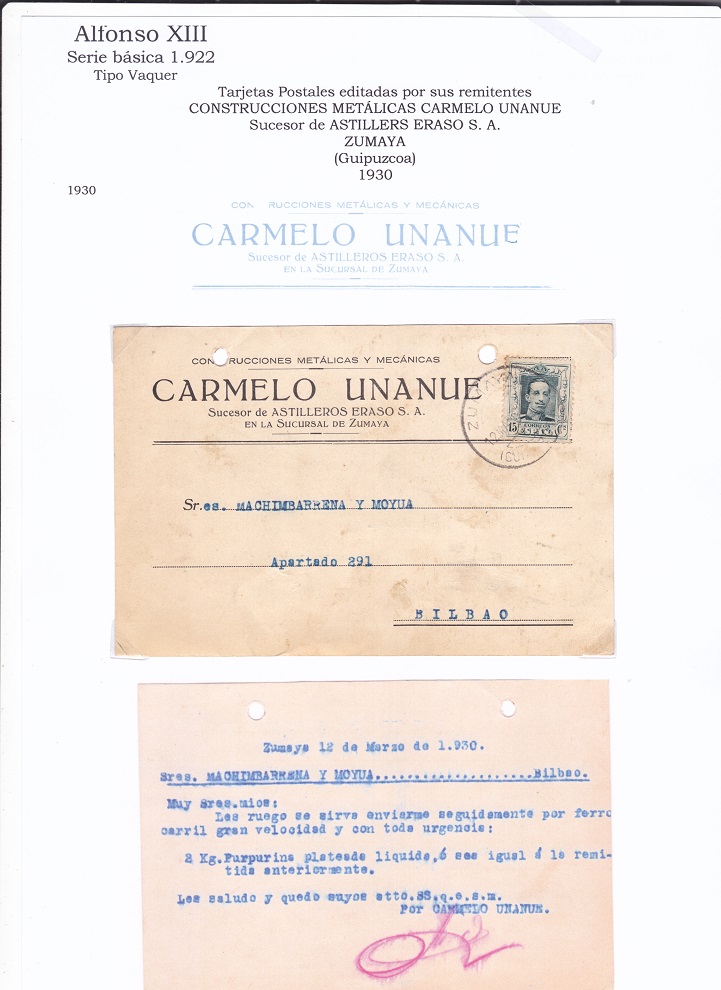 Alfonso XIII
Serie básica 1.922
Tipo Vaquer
Tarjetas Postales editadas por sus remitentes
CONSTRUCCIONES METÁLICAS CARMELO UNANUE
Sucesor de ASTILLERS ERASO S. A.
ZUMAYA
(Guipuzcoa)
1930
1930
CON RUCCIONES METÁLICAS Y MECÁNICAS
CARMELO UNANUE
Sucesor de ASTILLEROS ERASO S. A.
EN LA SUCURSAL DE ZUMAYA
CON RUCCIONES METÁLICAS Y MECÁNICAS
CARMELO UNANUE
Sucesor de ASTILLEROS ERASO S. A.
EN LA SUCURSAL DE ZUMAYA
ZUMAYA
15 CORREOS Cs
ESPAÑA
Sr.es. MACHIMBARRENA Y MOYUA
Apartado 291
BILBAO
Zumaya 12 de Marzo de 1.930.
Sres. MACHIMBARRENA Y MOYUA....................Bilbao.
Muy Sres.mios:
Les ruego se sirva enviarme seguidamente por ferro
carril gran velocidad y con toda urgencia:
2 Kg.Purpurina plateada liquida,ó sea igual á la remi-
tida anteriormente.
Les saludo y quedo suyos atto.SS.q.e.s.m.
Por CARMELO UNANUE.